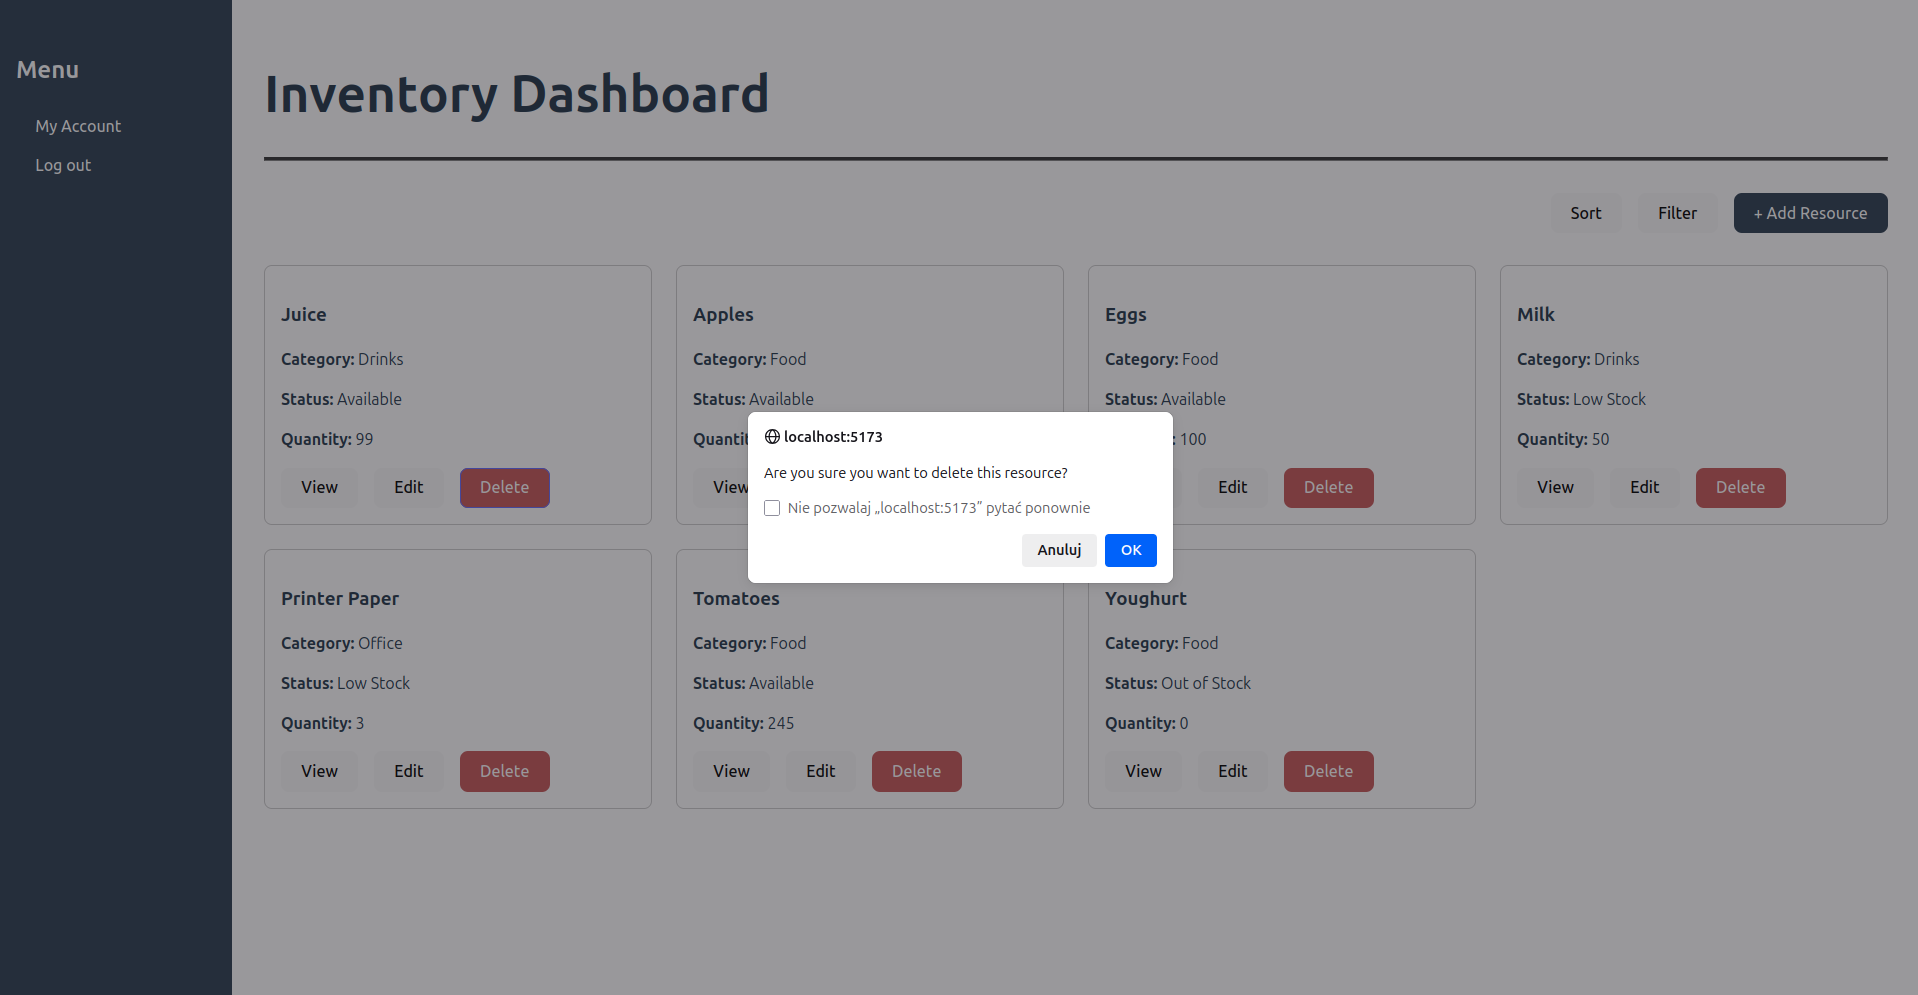 Menu
My Account
Log out
Inventory Dashboard
Sort
Filter
+ Add Resource
Juice
Category: Drinks
Status: Available
Quantity: 99
View
Edit
Delete
Apples
Category: Food
Status: Available
View
Eggs
Category: Food
Status: Available
: 100
Edit
Delete
Milk
Category: Drinks
Status: Low Stock
Quantity: 50
View
Edit
Delete
localhost:5173
Are you sure you want to delete this resource?
Nie pozwalaj „localhost:5173” pytać ponownie
Anuluj
OK
Printer Paper
Category: Office
Status: Low Stock
Quantity: 3
View
Edit
Delete
Tomatoes
Category: Food
Status: Available
Quantity: 245
View
Edit
Delete
Youghurt
Category: Food
Status: Out of Stock
Quantity: 0
View
Edit
Delete